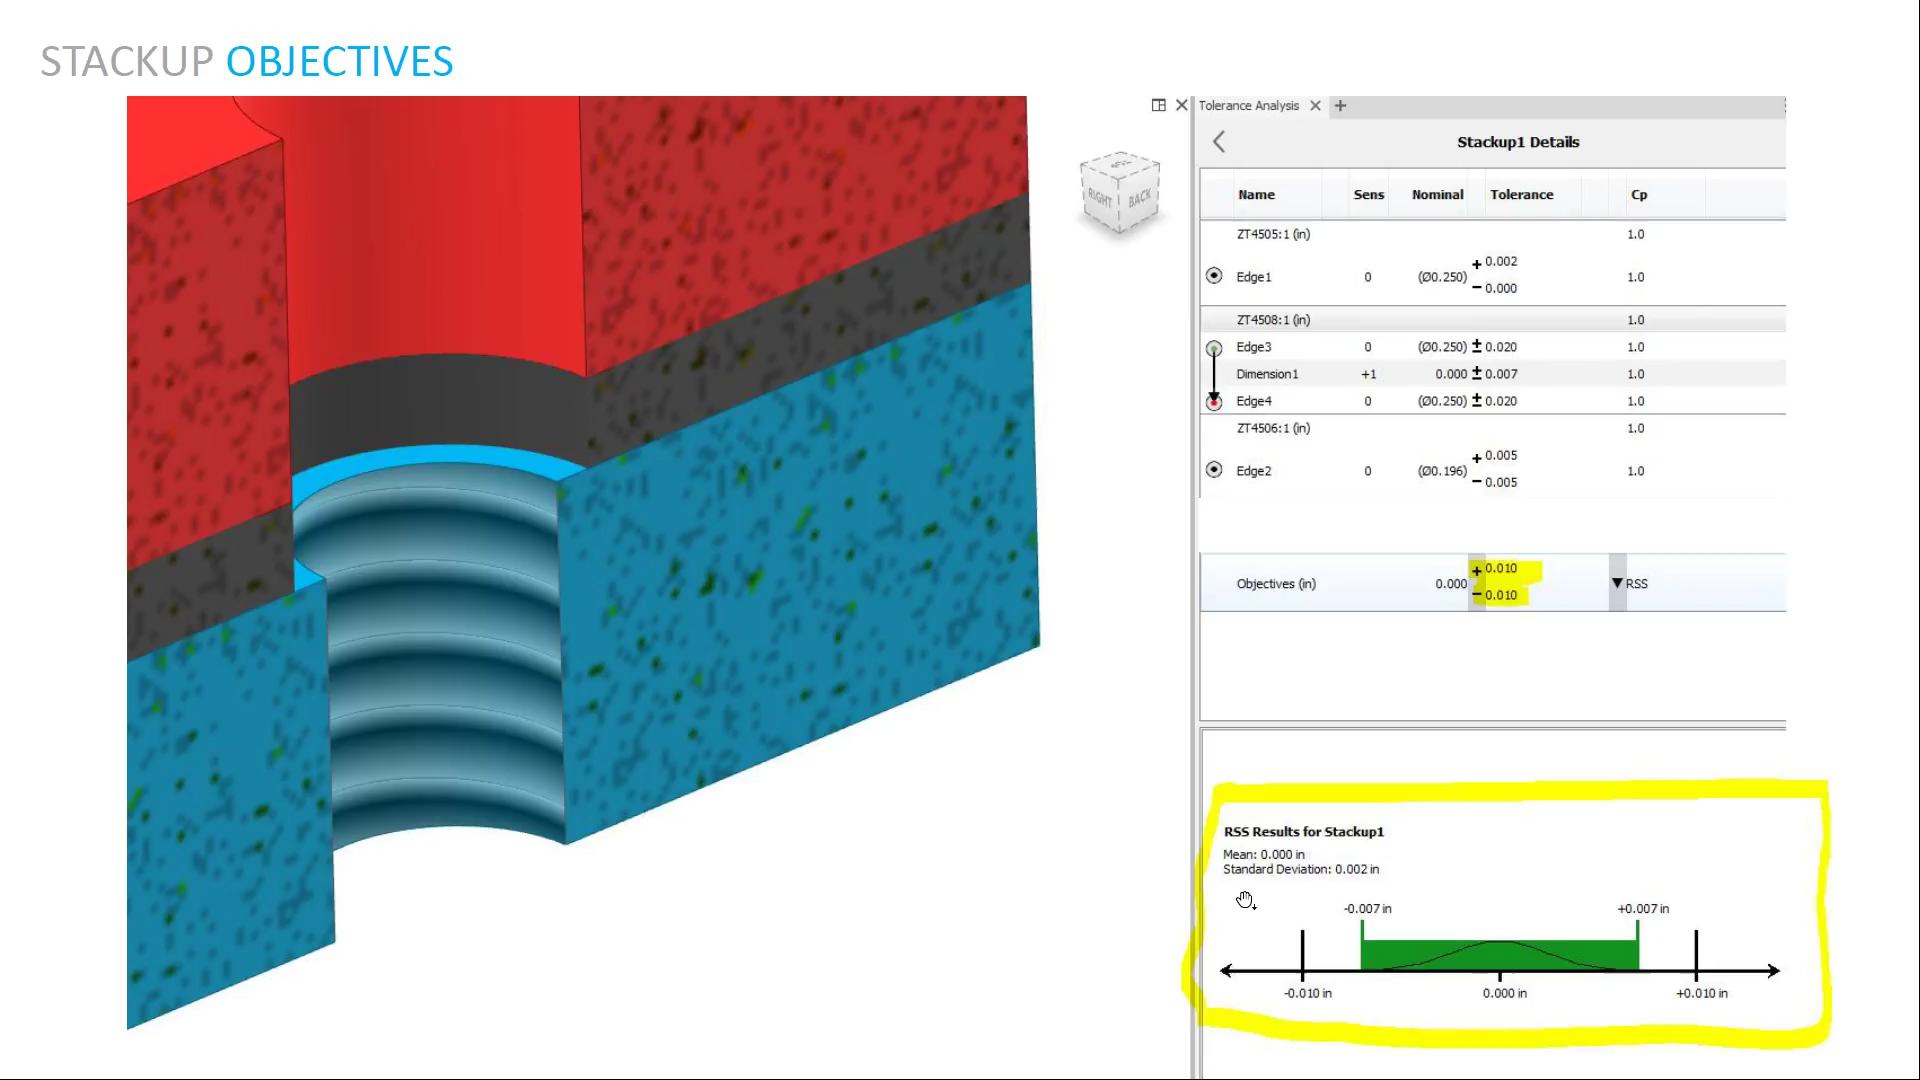 STACKUP OBJECTIVES
Tolerance Analysis
Stackup1 Details
Name Sens Nominal Tolerance Cp
ZT4505:1 (in) 1.0
Edge1 0 (Ø0.250) + 0.002 - 0.000 1.0
ZT4508:1 (in) 1.0
Edge3 0 (Ø0.250) ± 0.020 1.0
Dimension1 +1 0.000 ± 0.007 1.0
Edge4 0 (Ø0.250) ± 0.020 1.0
ZT4506:1 (in) 1.0
Edge2 0 (Ø0.196) + 0.005 - 0.005 1.0
Objectives (in) 0.000 + 0.010 - 0.010 RSS
RSS Results for Stackup1
Mean: 0.000 in
Standard Deviation: 0.002 in
-0.007 in +0.007 in
-0.010 in 0.000 in +0.010 in
RIGHT BACK